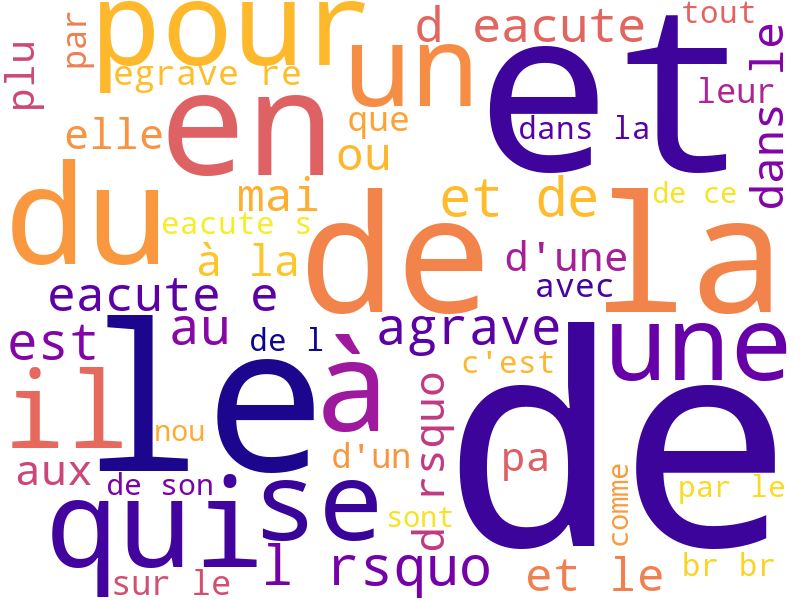 pour
d eacute
tout
par
plu
egrave re
un
et
leur
dans le
en
elle
que
dans la
ou
du
mai
et de
de ce
eacute s
de la
à la
d'une
avec
eacute e
est
au
de l
agrave
une
le
à
c'est
de
il
nou
d'un
pa
d rsquo
aux
de son
qui
se
sont
comme
par le
sur le
l rsquo
et le
br br